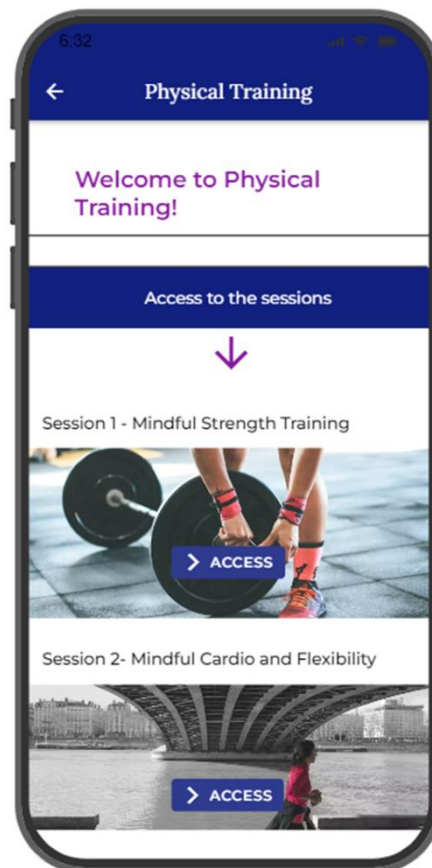 6:32
Physical Training
Welcome to Physical
Training!
Access to the sessions
Session 1 - Mindful Strength Training
ACCESS
Session 2- Mindful Cardio and Flexibility
ACCESS